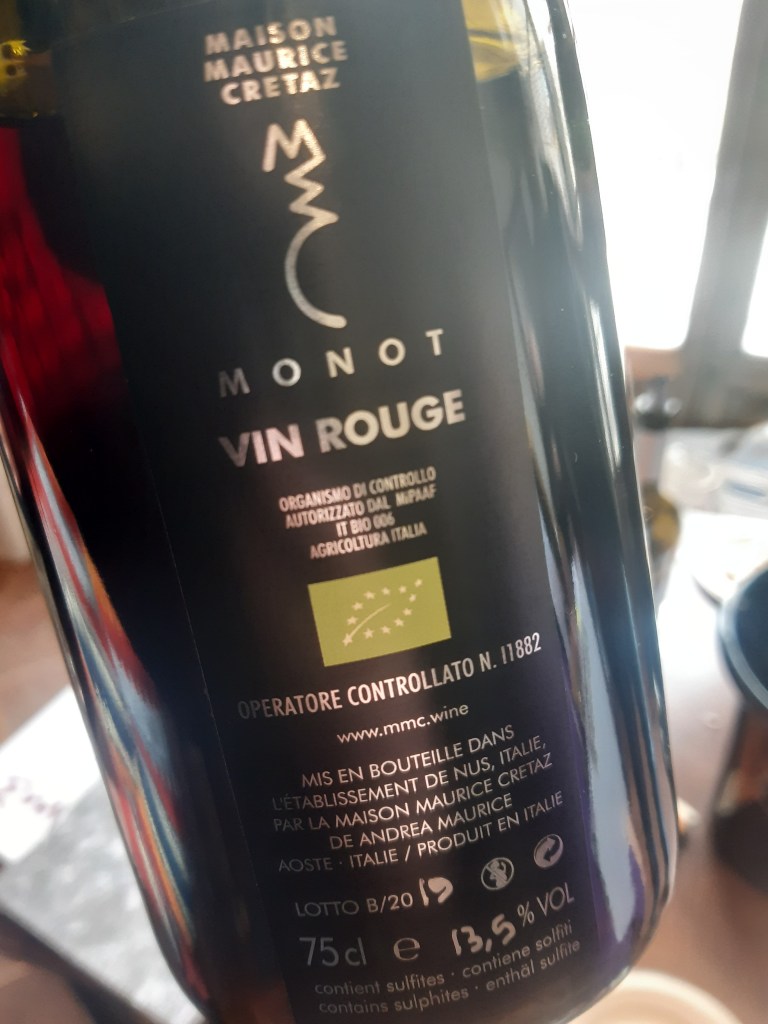 MAISON
MAURICE
CRETAZ
MMC
MONOT
VIN ROUGE
ORGANISMO DI CONTROLLO
AUTORIZZATO DAL MiPAAF
IT BIO 006
AGRICOLTURA ITALIA
OPERATORE CONTROLLATO N. I1882
www.mmc.wine
MIS EN BOUTEILLE DANS
L'ÉTABLISSEMENT DE NUS, ITALIE,
PAR LA MAISON MAURICE CRETAZ
DE ANDREA MAURICE
AOSTE · ITALIE / PRODUIT EN ITALIE
LOTTO B/20 19
75cl e 13,5 % VOL
contient sulfites · contiene solfiti
contains sulphites · enthäl sulfite